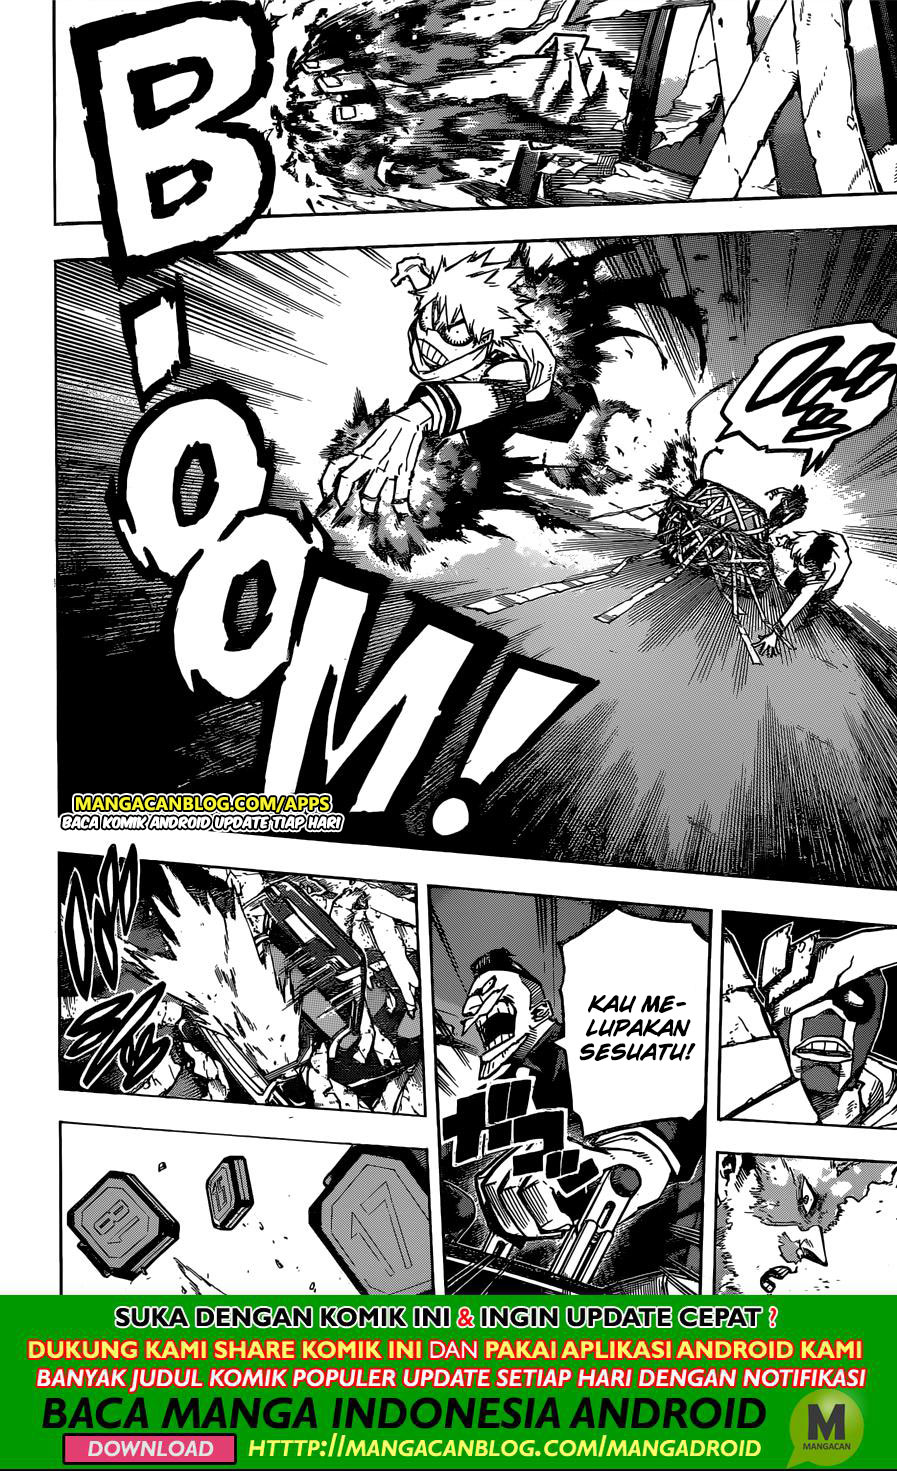 B
'
OOM!
MANGACANBLOG.COM/APPS
BACA KOMIK ANDROID UPDATE TIAP HARI
KAU ME-
LUPAKAN
SESUATU!
SUKA DENGAN KOMIK INI & INGIN UPDATE CEPAT ?
DUKUNG KAMI SHARE KOMIK INI DAN PAKAI APLIKASI ANDROID KAMI
BANYAK JUDUL KOMIK POPULER UPDATE SETIAP HARI DENGAN NOTIFIKASI
BACA MANGA INDONESIA ANDROID
M
MANGACAN
DOWNLOAD
HTTTP://MANGACANBLOG.COM/MANGADROID